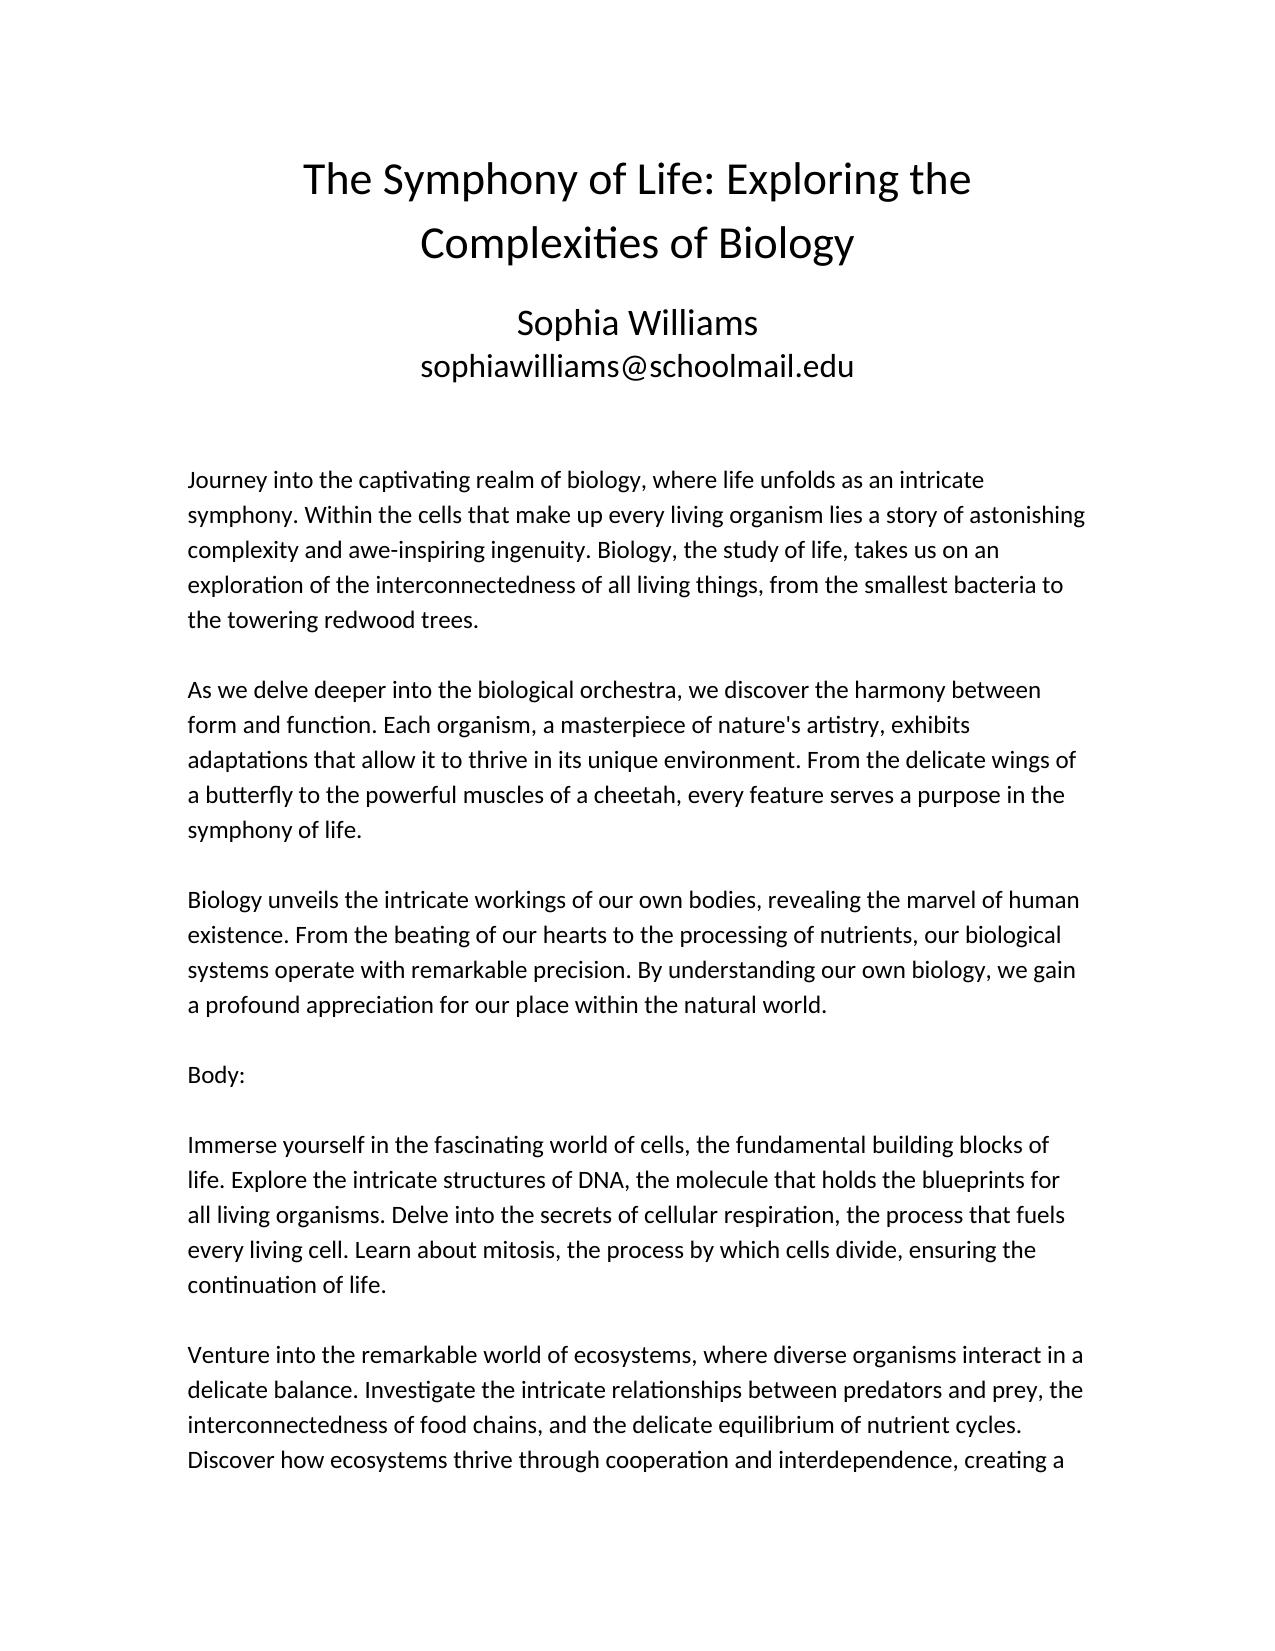 The Symphony of Life: Exploring the
Complexities of Biology
Sophia Williams
sophiawilliams@schoolmail.edu
Journey into the captivating realm of biology, where life unfolds as an intricate
symphony. Within the cells that make up every living organism lies a story of astonishing
complexity and awe-inspiring ingenuity. Biology, the study of life, takes us on an
exploration of the interconnectedness of all living things, from the smallest bacteria to
the towering redwood trees.
As we delve deeper into the biological orchestra, we discover the harmony between
form and function. Each organism, a masterpiece of nature's artistry, exhibits
adaptations that allow it to thrive in its unique environment. From the delicate wings of
a butterfly to the powerful muscles of a cheetah, every feature serves a purpose in the
symphony of life.
Biology unveils the intricate workings of our own bodies, revealing the marvel of human
existence. From the beating of our hearts to the processing of nutrients, our biological
systems operate with remarkable precision. By understanding our own biology, we gain
a profound appreciation for our place within the natural world.
Body:
Immerse yourself in the fascinating world of cells, the fundamental building blocks of
life. Explore the intricate structures of DNA, the molecule that holds the blueprints for
all living organisms. Delve into the secrets of cellular respiration, the process that fuels
every living cell. Learn about mitosis, the process by which cells divide, ensuring the
continuation of life.
Venture into the remarkable world of ecosystems, where diverse organisms interact in a
delicate balance. Investigate the intricate relationships between predators and prey, the
interconnectedness of food chains, and the delicate equilibrium of nutrient cycles.
Discover how ecosystems thrive through cooperation and interdependence, creating a